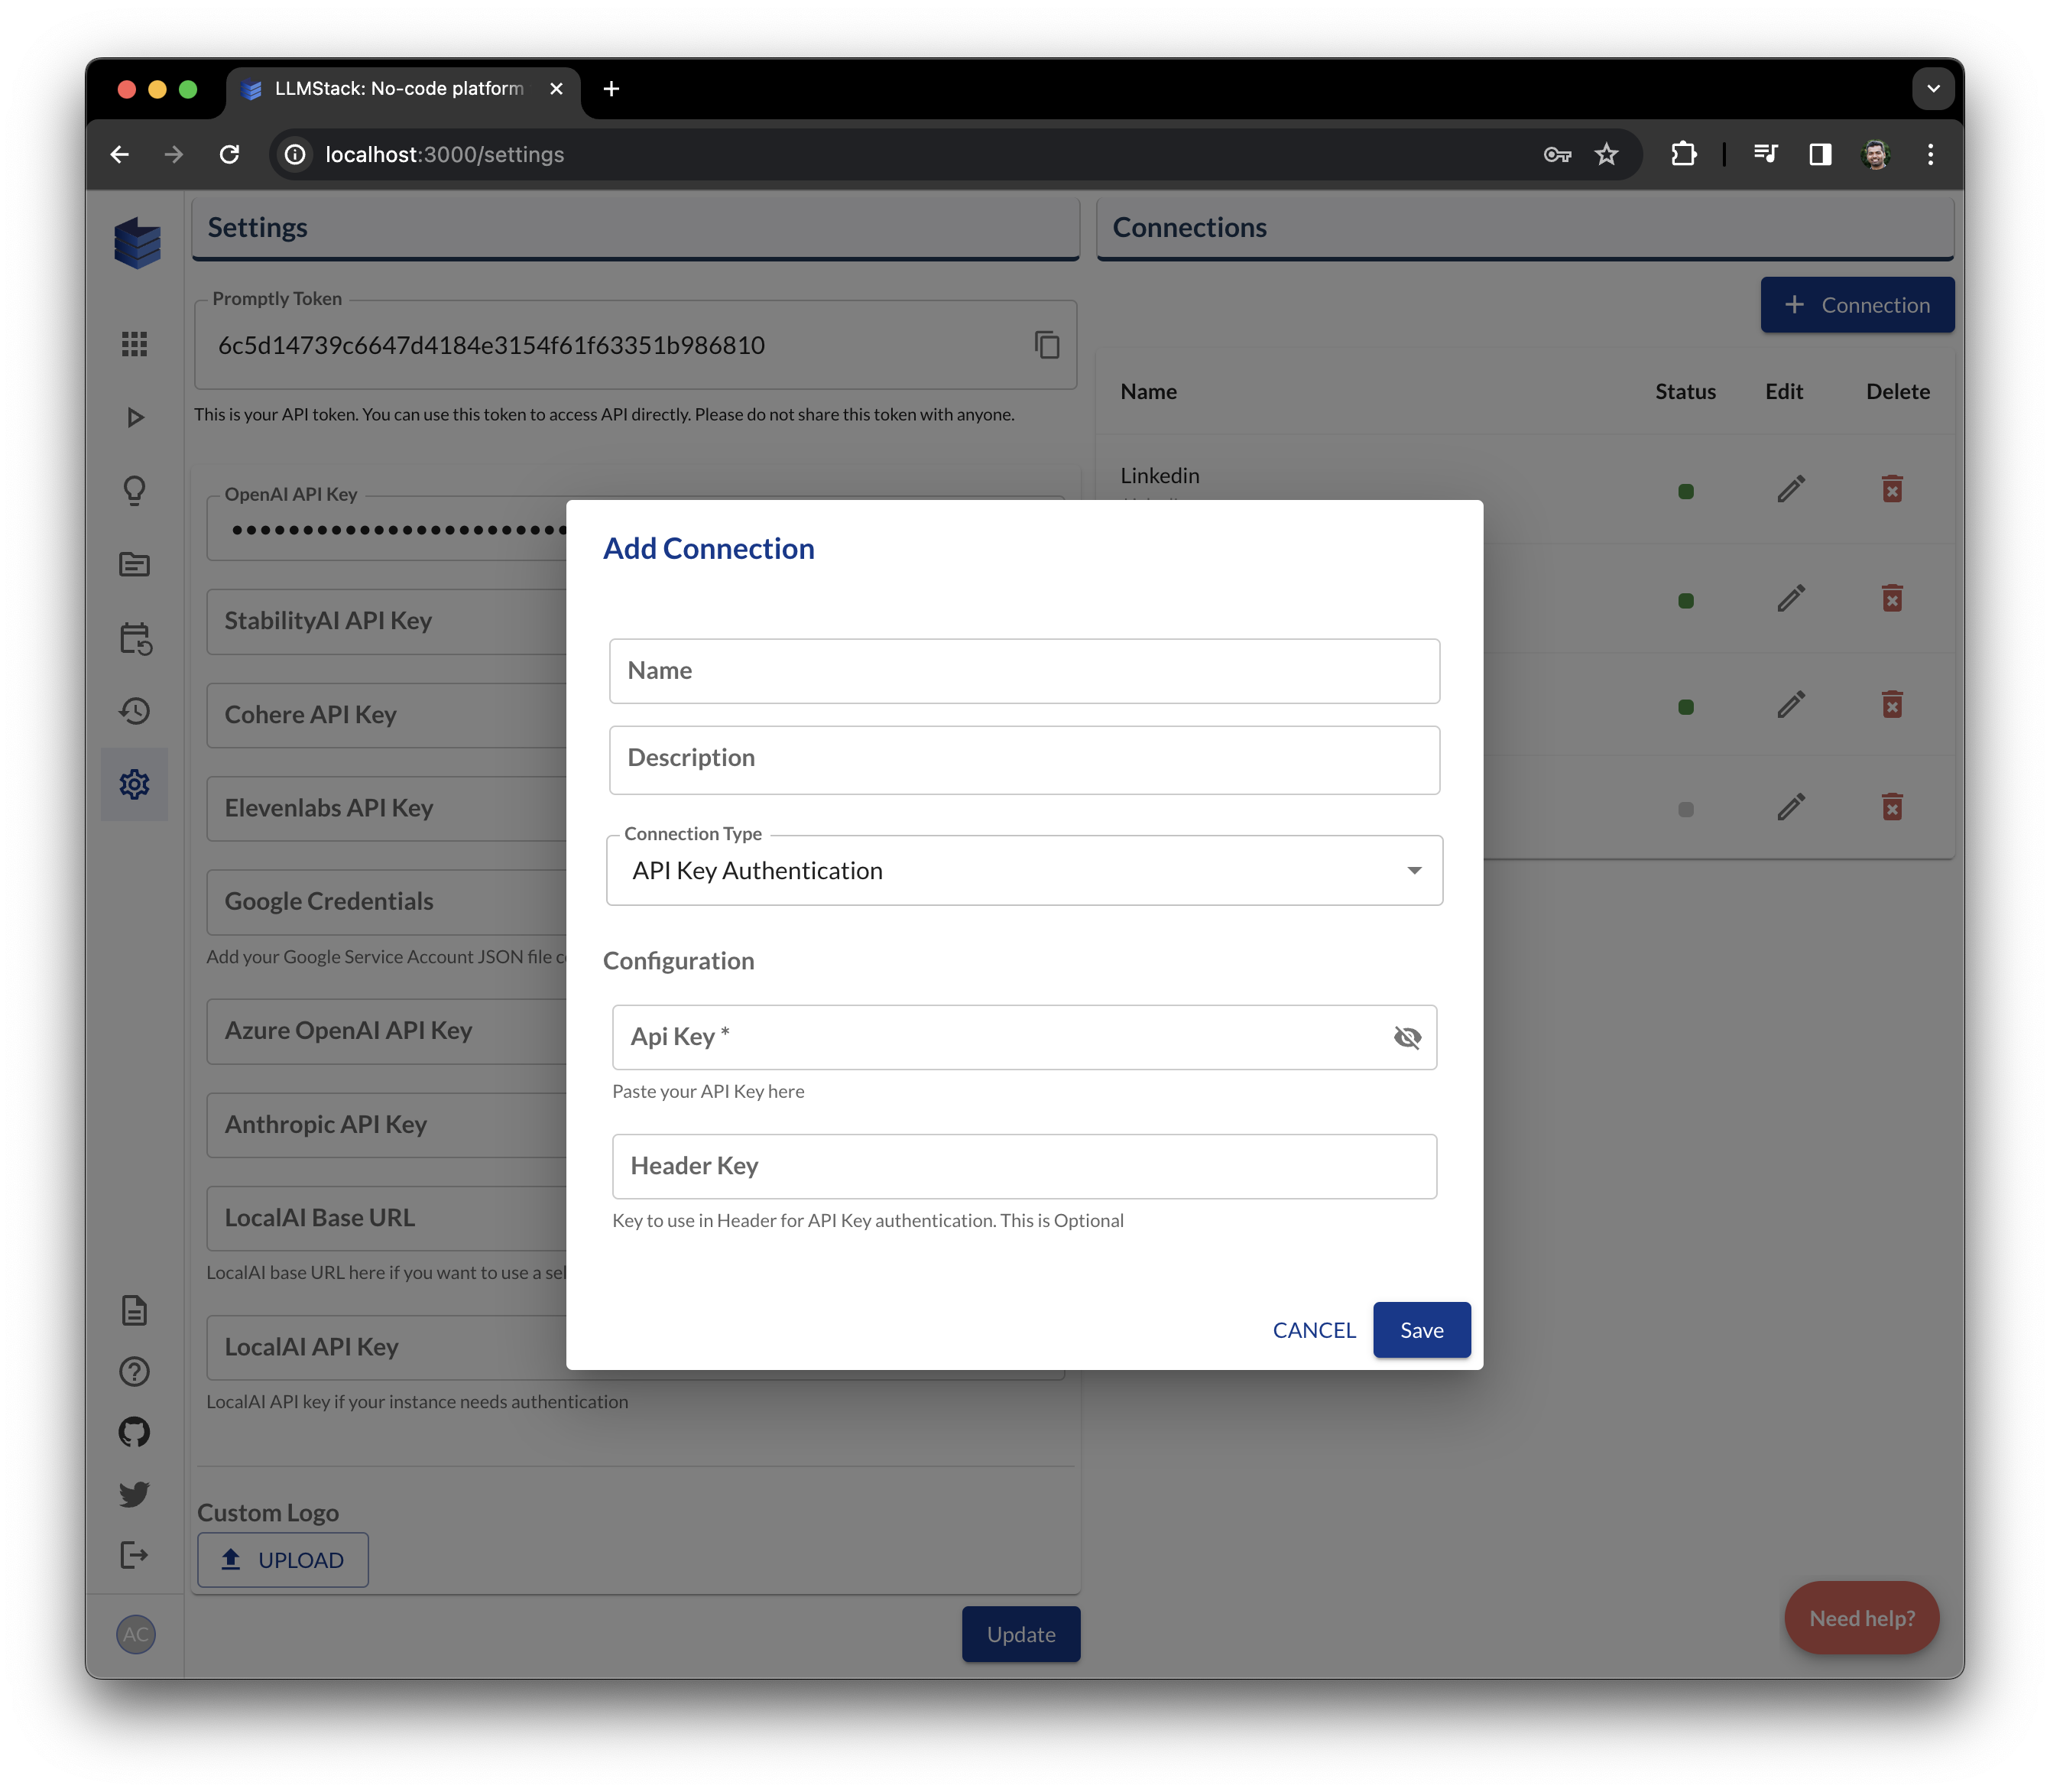 LLMStack: No-code platform
localhost:3000/settings
Settings
Promptly Token
6c5d14739c6647d4184e3154f61f63351b986810
This is your API token. You can use this token to access API directly. Please do not share this token with anyone.
OpenAI API Key
StabilityAI API Key
Cohere API Key
Elevenlabs API Key
Google Credentials
Add your Google Service Account JSON file
Azure OpenAI API Key
Anthropic API Key
LocalAI Base URL
LocalAI base URL here if you want to use a
LocalAI API Key
LocalAI API key if your instance needs authentication
Custom Logo
UPLOAD
Update
AC
Connections
+ Connection
Name Status Edit Delete
Linkedin
Add Connection
Name
Description
Connection Type
API Key Authentication
Configuration
Api Key *
Paste your API Key here
Header Key
Key to use in Header for API Key authentication. This is Optional
CANCEL Save
Need help?